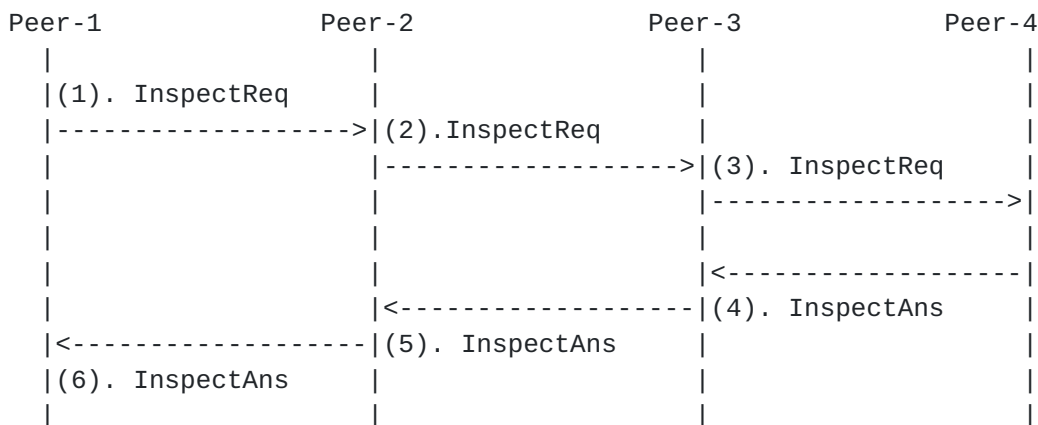 Peer-1 Peer-2 Peer-3 Peer-4
(1). InspectReq
(2).InspectReq
(3). InspectReq
(4). InspectAns
(5). InspectAns
(6). InspectAns